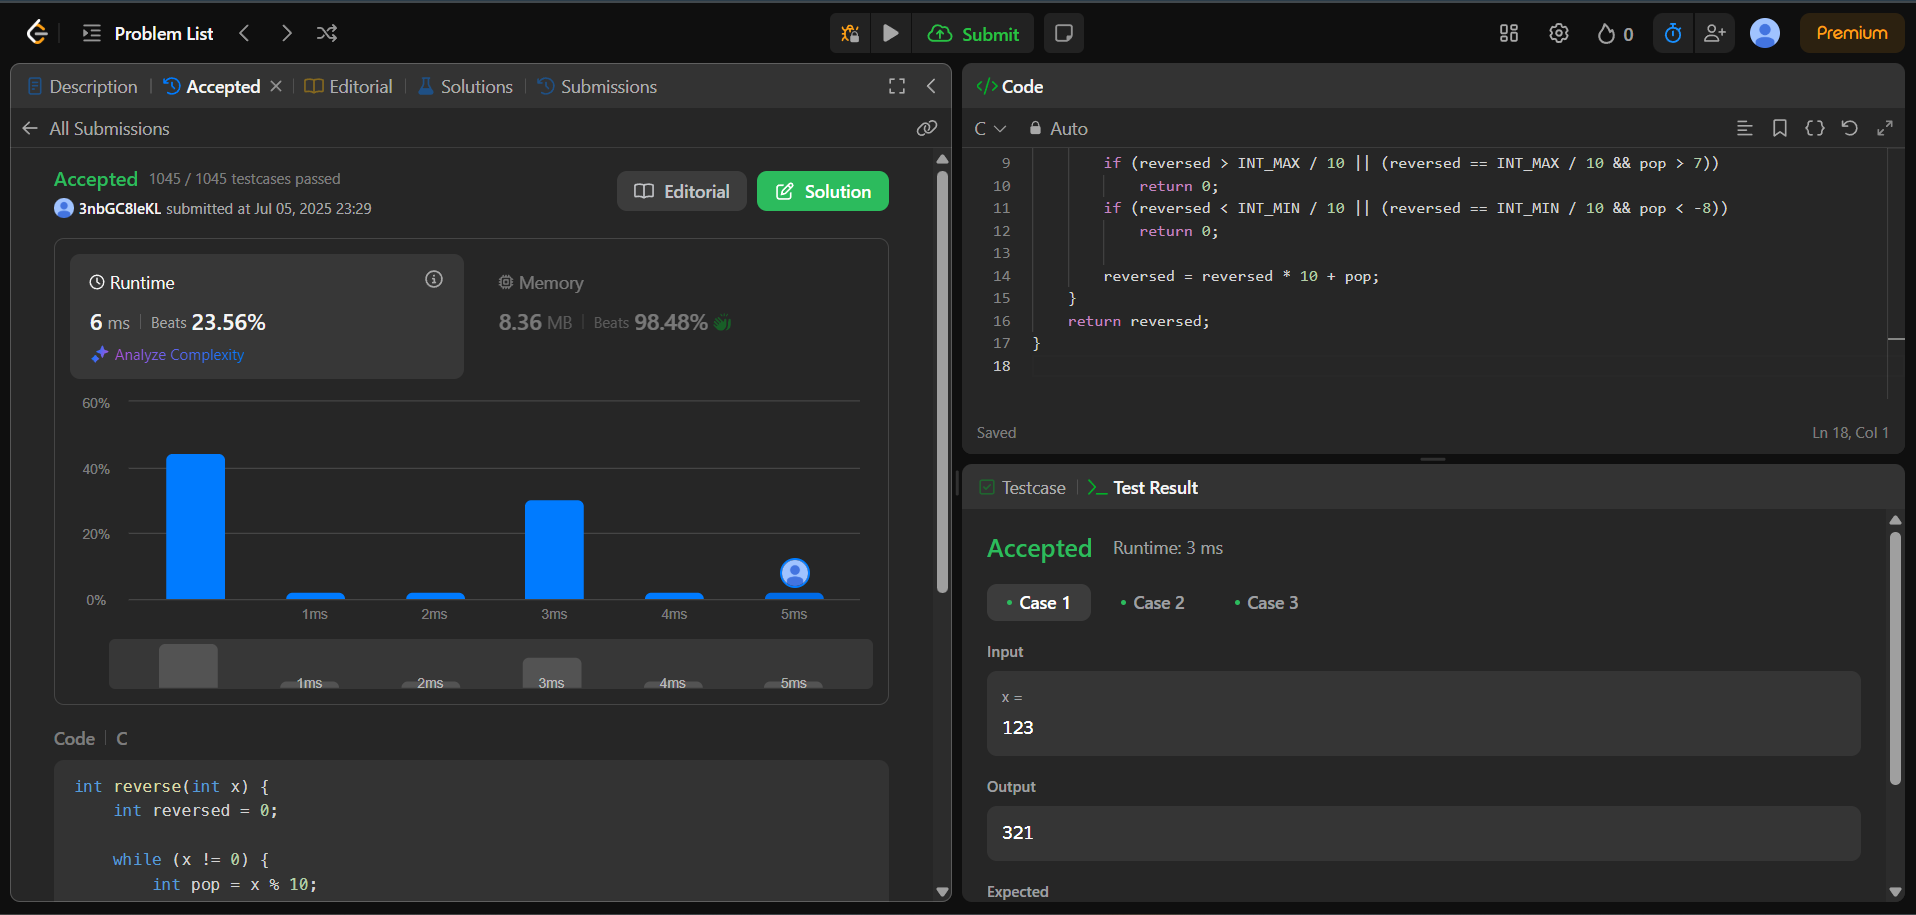 Problem List
Submit
0
Premium
Description
Accepted
Editorial
Solutions
Submissions
All Submissions
Accepted 1045 / 1045 testcases passed
3nbGC8leKL submitted at Jul 05, 2025 23:29
Editorial
Solution
Runtime
6 ms Beats 23.56%
Analyze Complexity
Memory
8.36 MB Beats 98.48%
60%
40%
20%
0%
1ms 2ms 3ms 4ms 5ms
1ms 2ms 3ms 4ms 5ms
Code C
int reverse(int x) {
int reversed = 0;
while (x != 0) {
int pop = x % 10;
</> Code
C Auto
9 if (reversed > INT_MAX / 10 || (reversed == INT_MAX / 10 && pop > 7))
10 return 0;
11 if (reversed < INT_MIN / 10 || (reversed == INT_MIN / 10 && pop < -8))
12 return 0;
13
14 reversed = reversed * 10 + pop;
15 }
16 return reversed;
17 }
18
Saved
Ln 18, Col 1
Testcase
>_ Test Result
Accepted Runtime: 3 ms
Case 1 Case 2 Case 3
Input
x =
123
Output
321
Expected